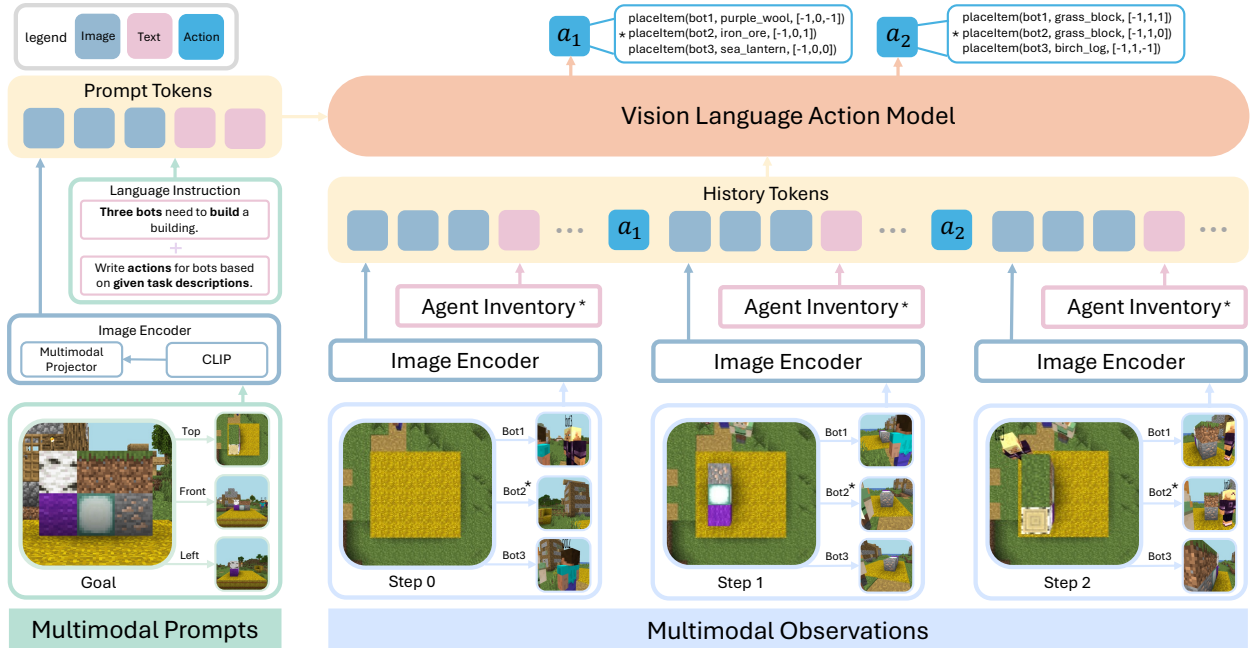 legend
Image
Text
Action
a1
placeItem(bot1, purple_wool, [-1,0,-1])
* placeItem(bot2, iron_ore, [-1,0,1])
placeItem(bot3, sea_lantern, [-1,0,0])
a2
placeItem(bot1, grass_block, [-1,1,1])
* placeItem(bot2, grass_block, [-1,1,0])
placeItem(bot3, birch_log, [-1,1,-1])
Prompt Tokens
Vision Language Action Model
Language Instruction
Three bots need to build a
building.
+
Write actions for bots based
on given task descriptions.
History Tokens
...
a1
...
a2
...
Agent Inventory*
Agent Inventory*
Agent Inventory*
Image Encoder
Multimodal
Projector
CLIP
Image Encoder
Image Encoder
Image Encoder
Top
Front
Left
Goal
Bot1
Bot2*
Bot3
Step 0
Bot1
Bot2*
Bot3
Step 1
Bot1
Bot2*
Bot3
Step 2
Multimodal Prompts
Multimodal Observations